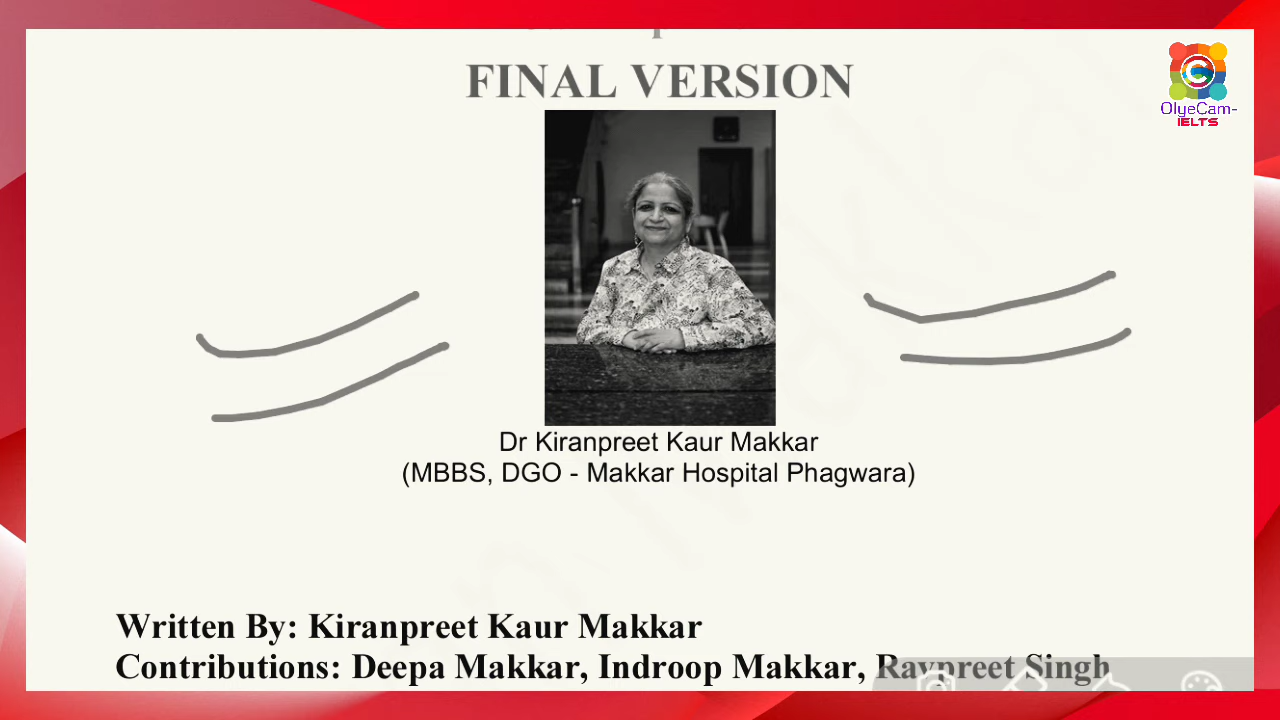 FINAL VERSION
OlyeCam-
IELTS
Dr Kiranpreet Kaur Makkar
(MBBS, DGO - Makkar Hospital Phagwara)
Written By: Kiranpreet Kaur Makkar
Contributions: Deepa Makkar, Indroop Makkar, Ravpreet Singh